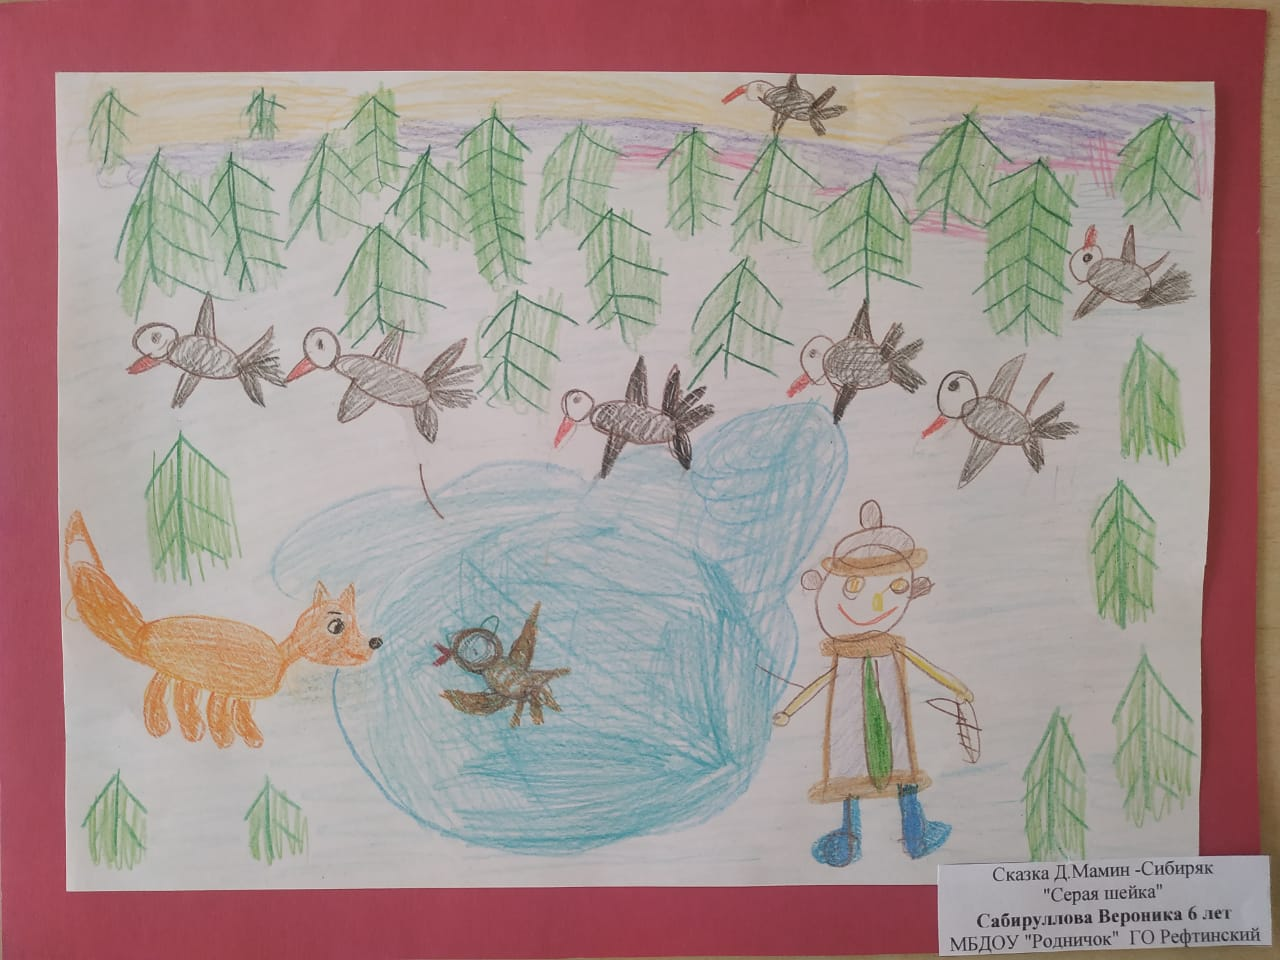 Сказка Д.Мамин -Сибиряк
"Серая шейка"
Сабируллова Вероника 6 лет
МБДОУ "Родничок" ГО Рефтинский